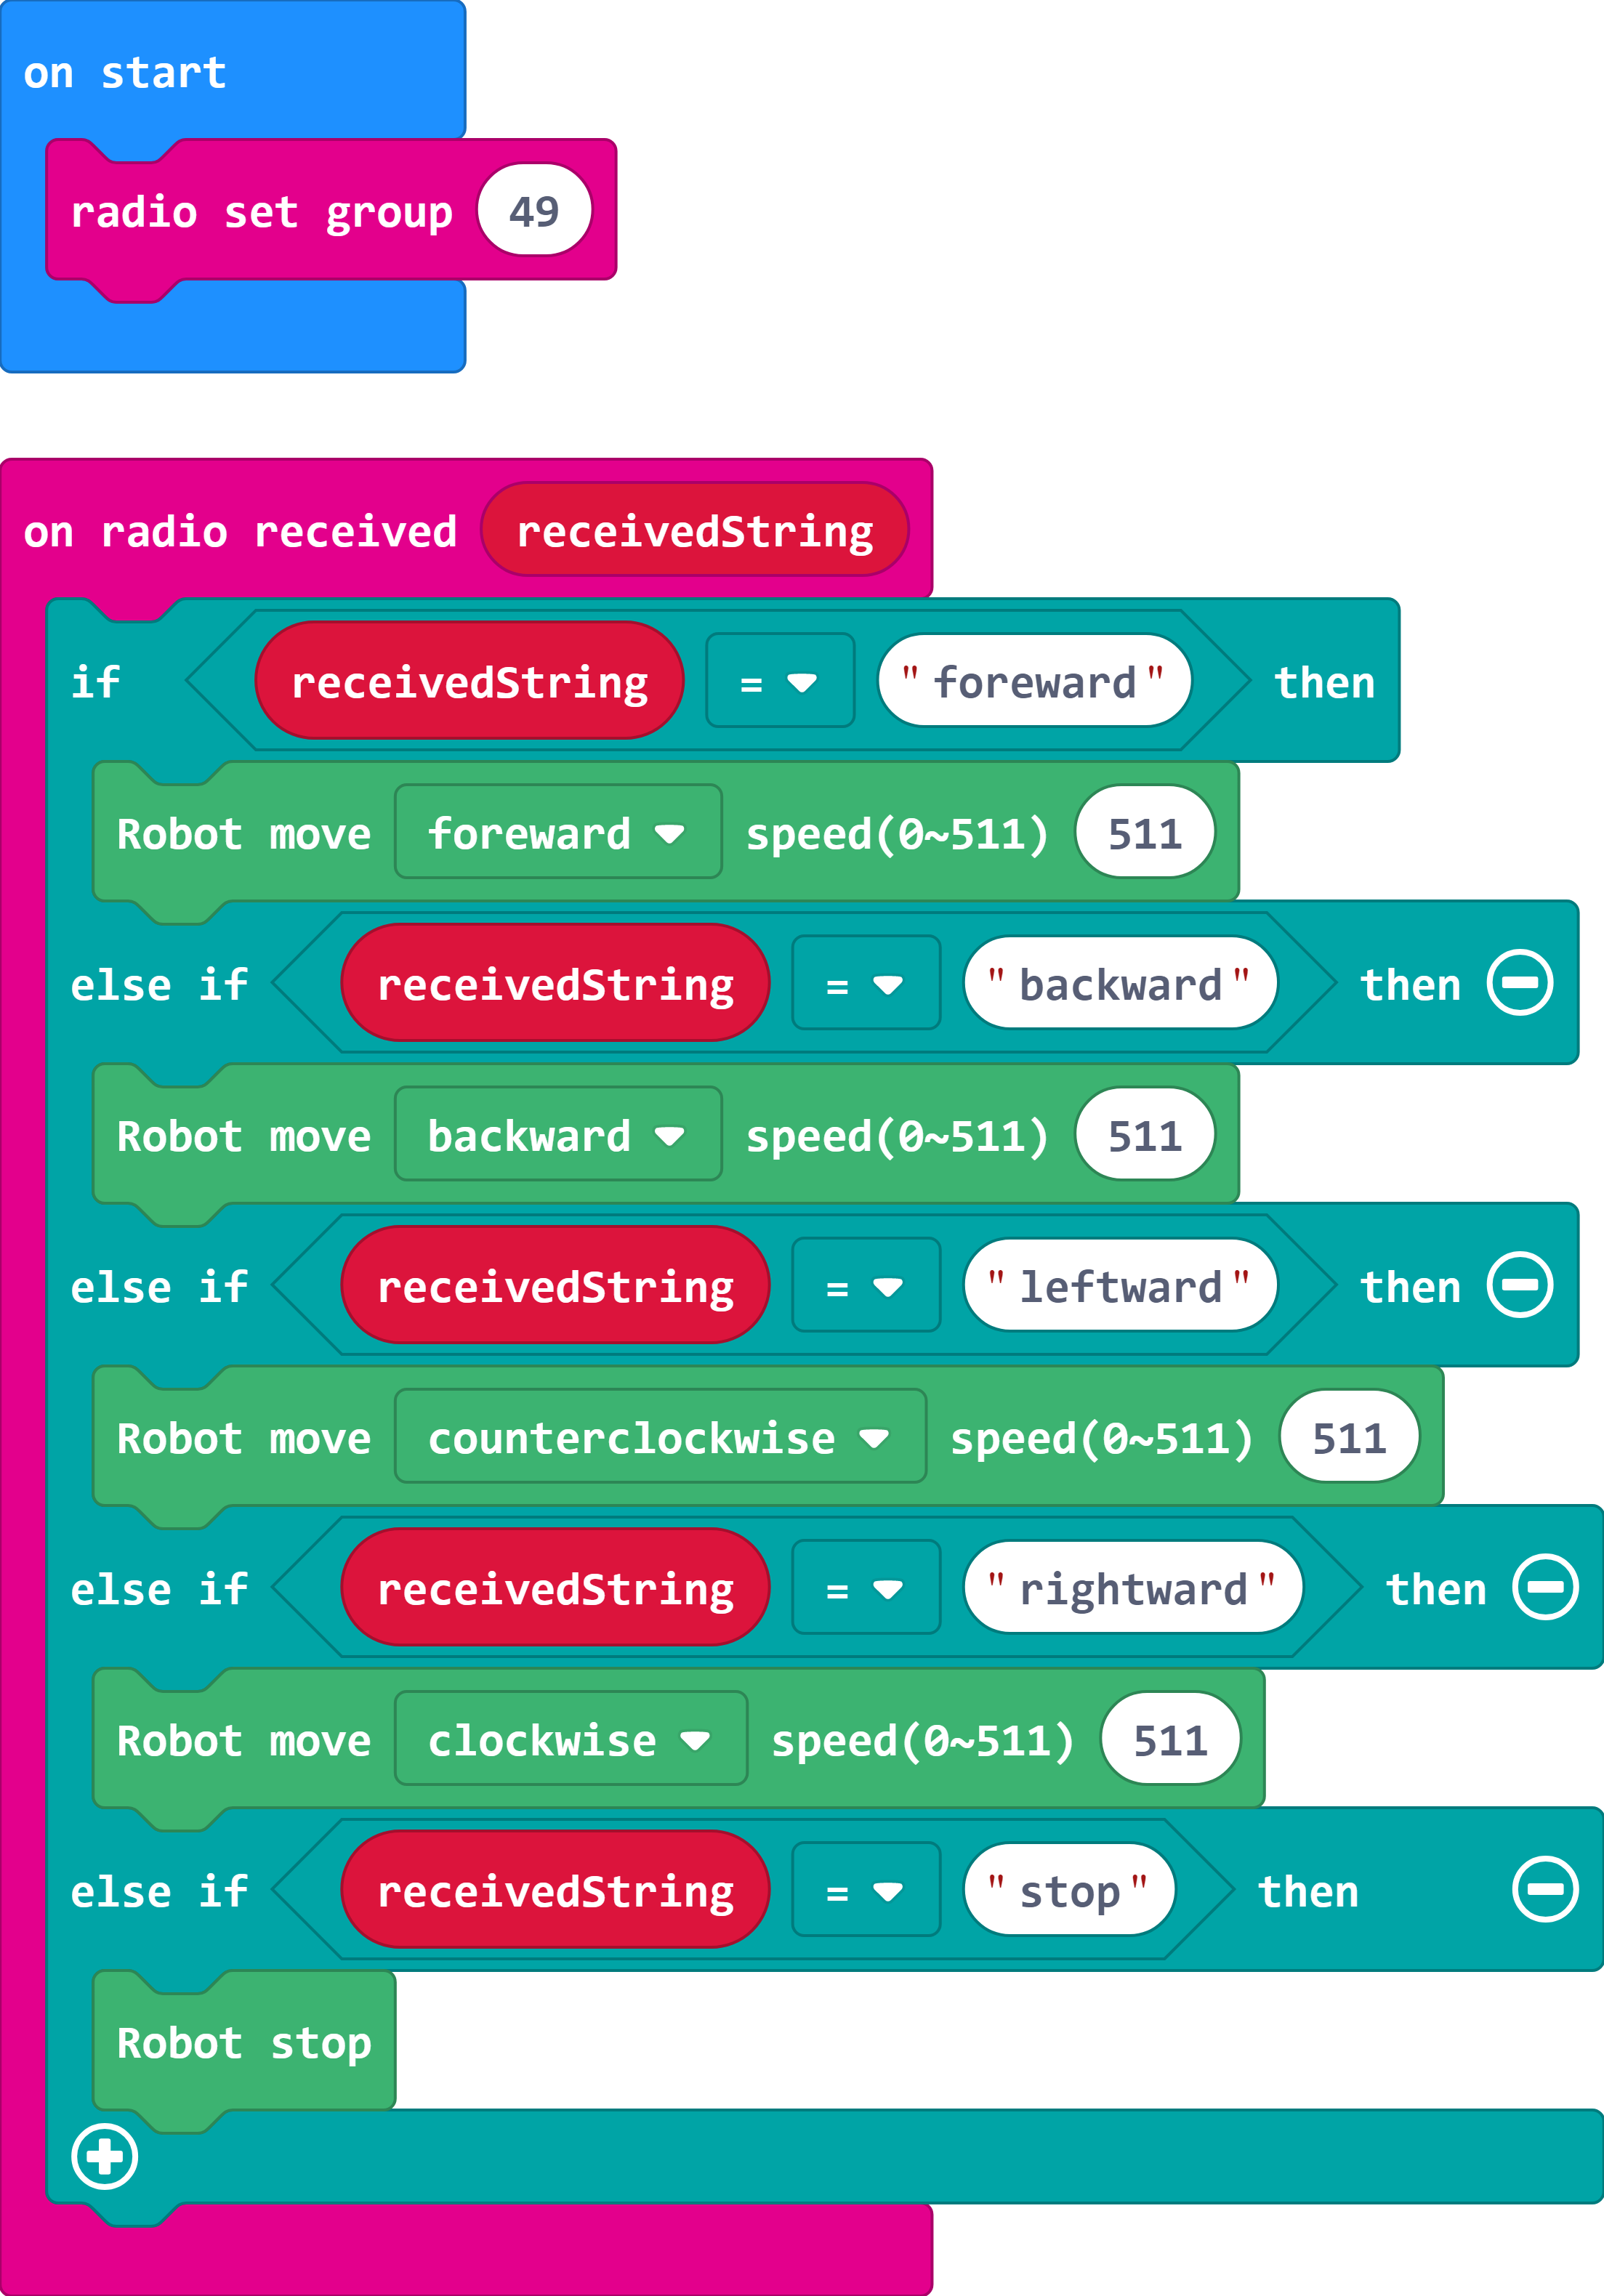 on start
radio set group 49
on radio received receivedString
if receivedString = "foreward" then
Robot move foreward speed(0~511) 511
else if receivedString = "backward" then
Robot move backward speed(0~511) 511
else if receivedString = "leftward" then
Robot move counterclockwise speed(0~511) 511
else if receivedString = "rightward" then
Robot move clockwise speed(0~511) 511
else if receivedString = "stop" then
Robot stop